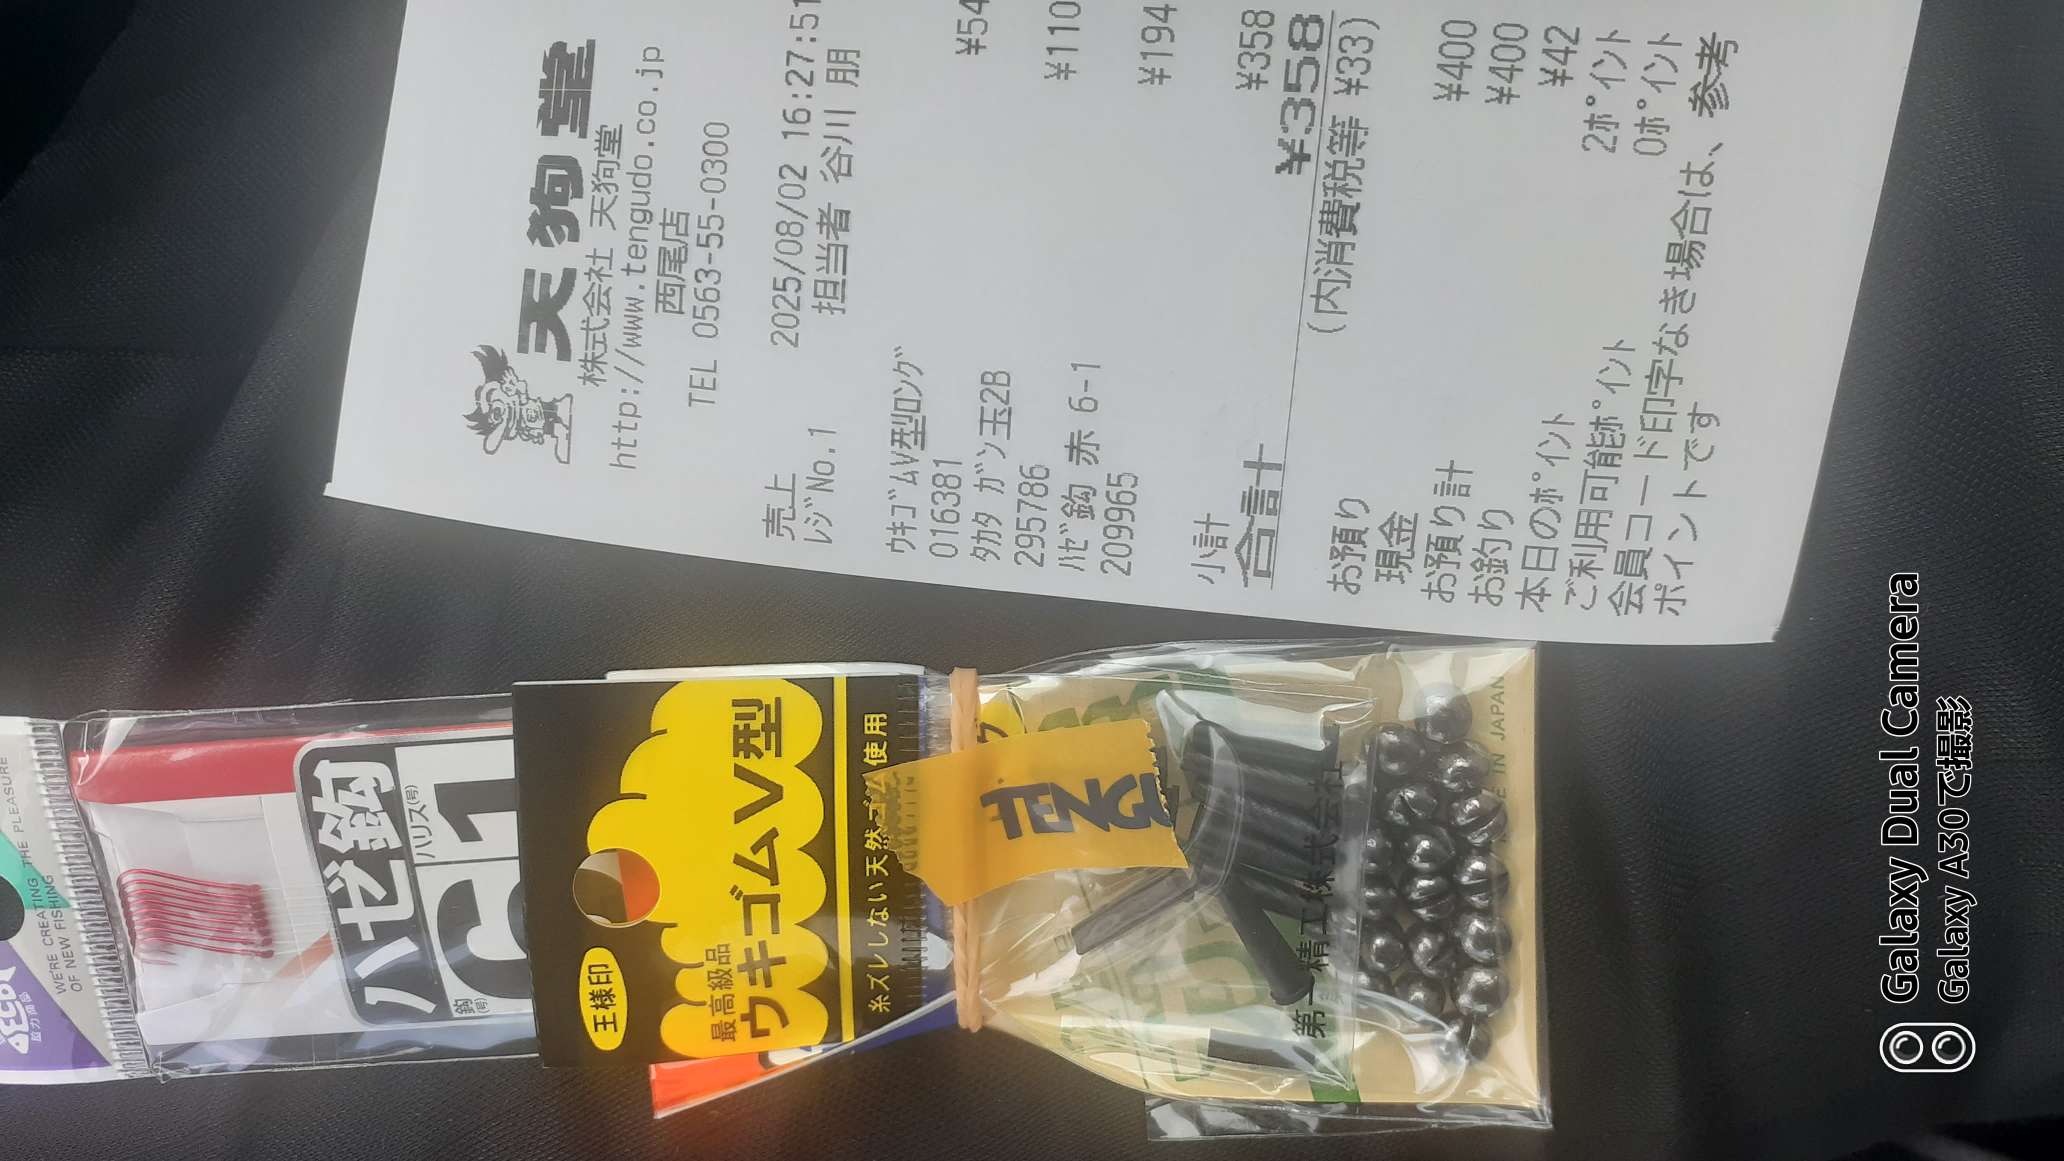 天狗堂
株式会社 天狗堂
http://www.tengudo.co.jp
西尾店
TEL 0563-55-0300
売上 2025/08/02 16:27:51
レジNo.1 担当者 谷川 朋
ｳｷｺﾞﾑV型ﾛﾝｸﾞ
016381 ¥54
ﾀｶﾀ ｶﾞﾝ玉2B
295786 ¥110
ﾊｾﾞ鈎 赤 6-1
209965 ¥194
小計 ¥358
合計 ¥358
(内消費税等 ¥33)
お預り
現金 ¥400
お預り計 ¥400
お釣り ¥42
本日のﾎﾟｲﾝﾄ 2ﾎﾟｲﾝﾄ
ご利用可能ﾎﾟｲﾝﾄ 0ﾎﾟｲﾝﾄ
会員コード印字なき場合は、参考
ポイントです
WE'RE CREATING THE PLEASURE
OF NEW FISHING
ハゼ鈎
鈎(号) ハリス(号)
6 1
王様印
最高級品
ウキゴムV型
糸ズレしない天然ゴム使用
TENG
第一精工株式会社
IN JAPAN
Galaxy Dual Camera
Galaxy A30で撮影